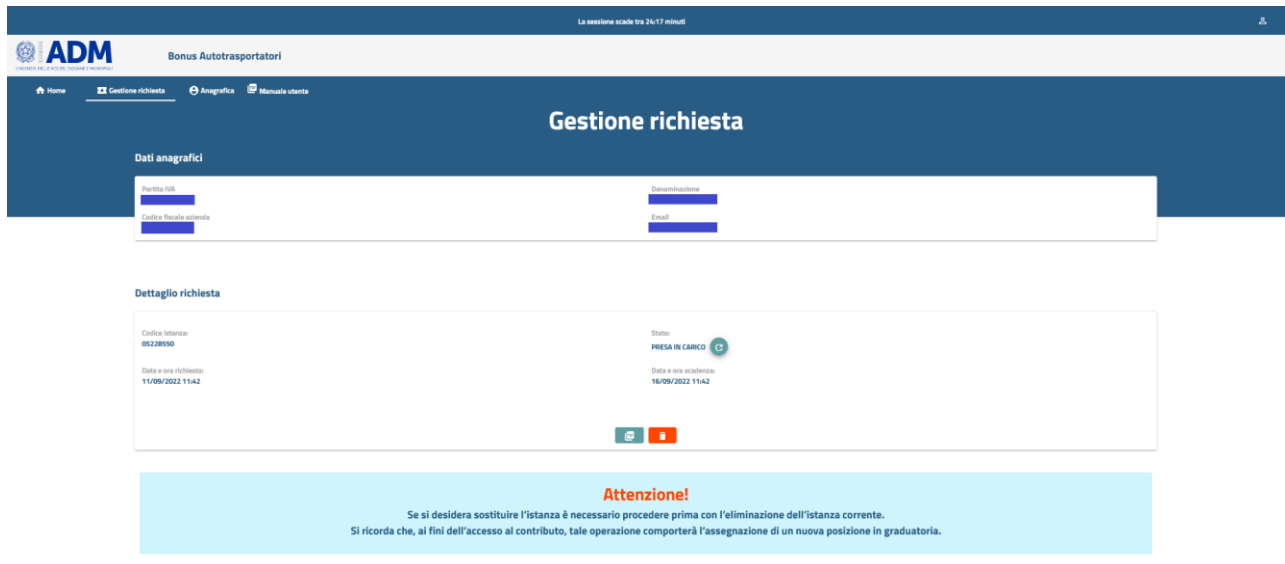 La sessione scade tra 24:17 minuti
ADM
Bonus Autotrasportatori
Home
Gestione richiesta
Anagrafica
Manuale utente
Gestione richiesta
Dati anagrafici
Partita IVA
Denominazione
Codice fiscale azienda
Email
Dettaglio richiesta
Codice istanza:
05228550
Stato:
PRESA IN CARICO
Data e ora richiesta:
11/09/2022 11:42
Data e ora scadenza:
16/09/2022 11:42
Attenzione!
Se si desidera sostituire l'istanza è necessario procedere prima con l'eliminazione dell'istanza corrente.
Si ricorda che, ai fini dell'accesso al contributo, tale operazione comporterà l'assegnazione di un nuova posizione in graduatoria.